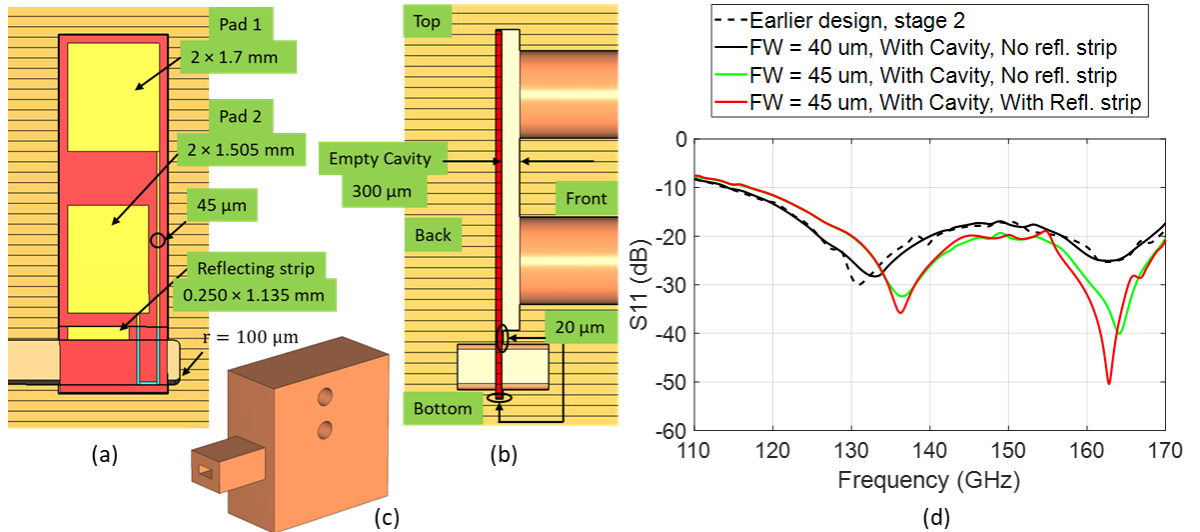 Pad 1
2 × 1.7 mm
Pad 2
2 × 1.505 mm
45 μm
Reflecting strip
0.250 × 1.135 mm
r = 100 μm
(a)
Top
Empty Cavity
300 μm
Front
Back
20 μm
Bottom
(b)
(c)
Earlier design, stage 2
FW = 40 um, With Cavity, No refl. strip
FW = 45 um, With Cavity, No refl. strip
FW = 45 um, With Cavity, With Refl. strip
0
-10
-20
-30
-40
-50
-60
S11 (dB)
110 120 130 140 150 160 170
Frequency (GHz)
(d)